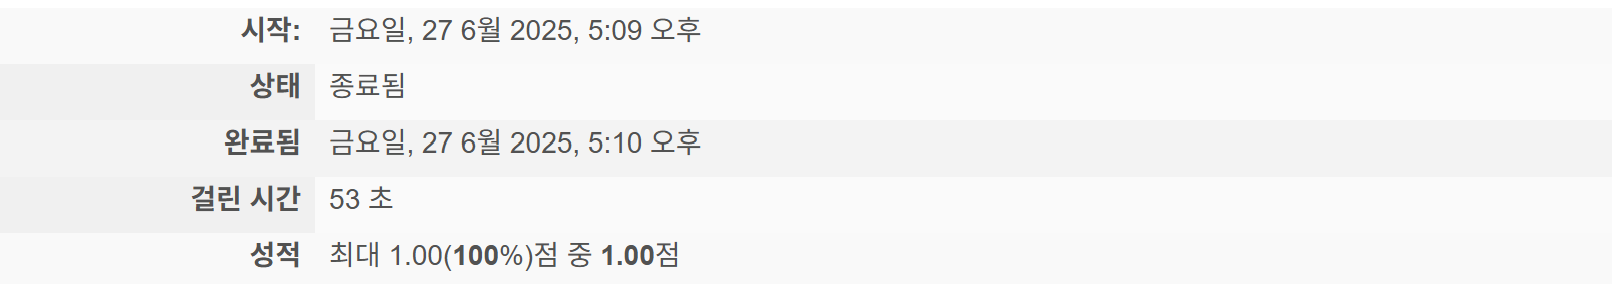 시작: 금요일, 27 6월 2025, 5:09 오후
상태 종료됨
완료됨 금요일, 27 6월 2025, 5:10 오후
걸린 시간 53 초
성적 최대 1.00(100%)점 중 1.00점